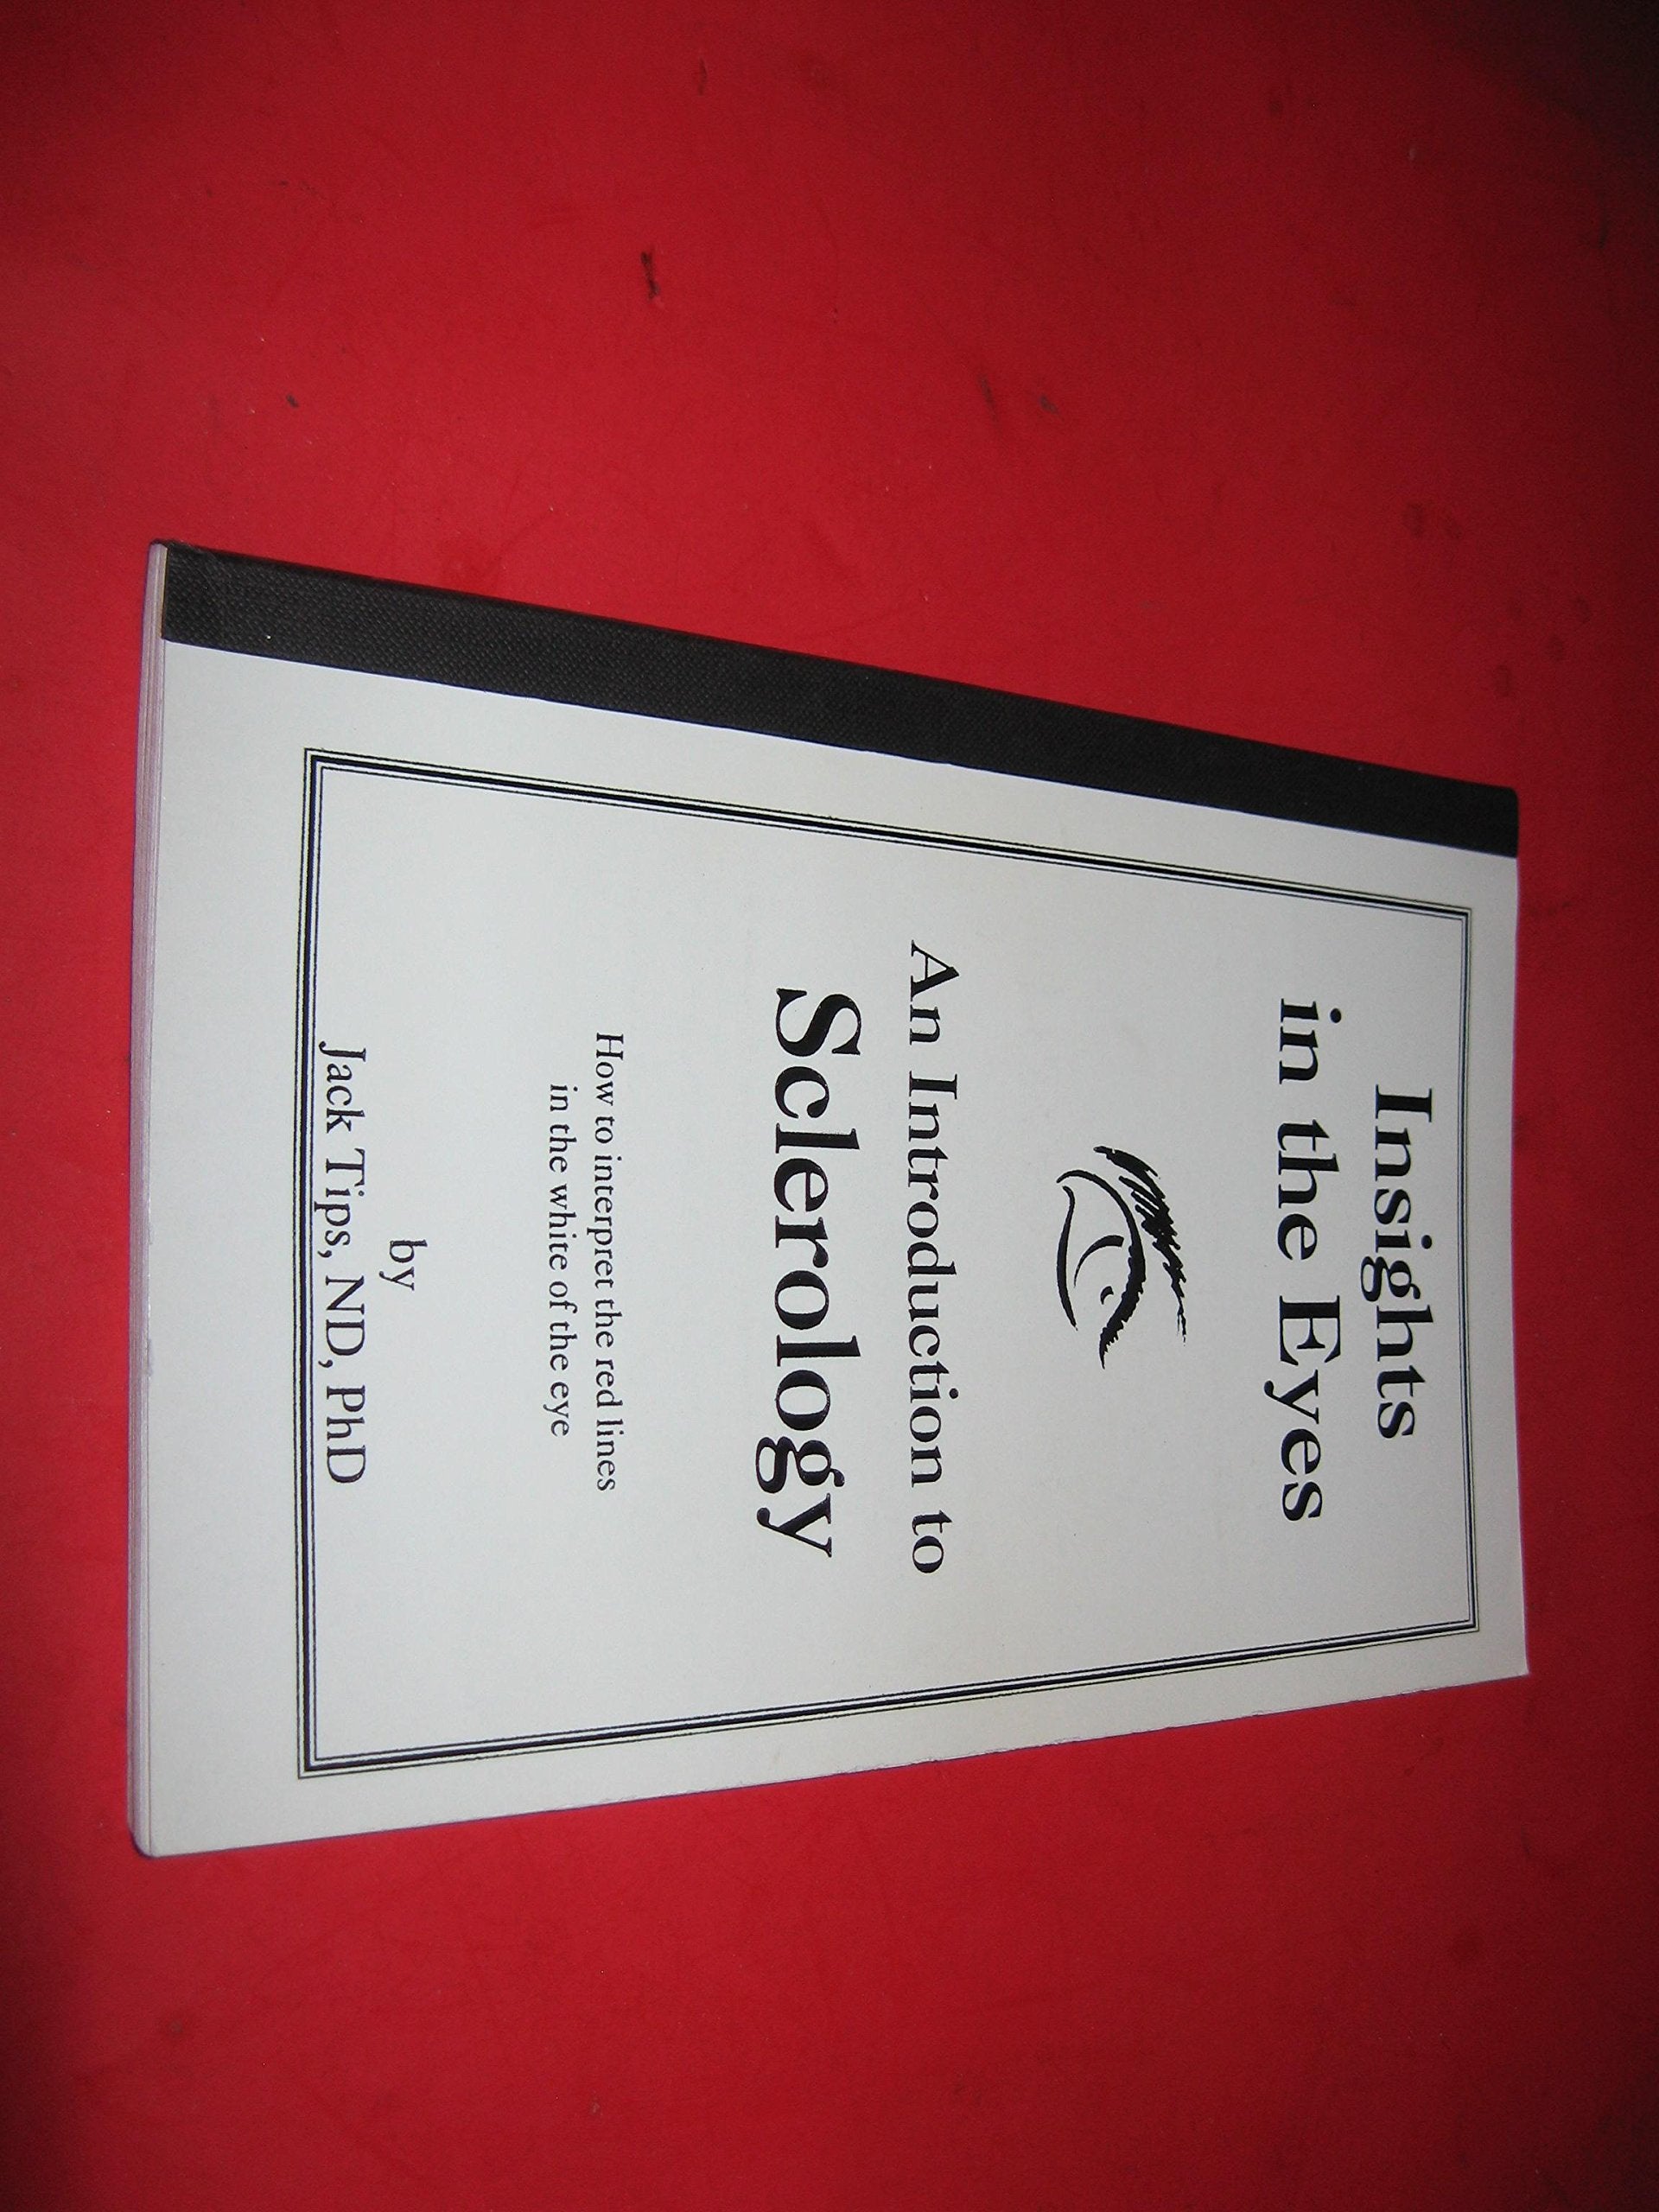 Insights
in the Eyes
An Introduction to
Sclerology
How to interpret the red lines
in the white of the eye
by
Jack Tips, ND, PhD